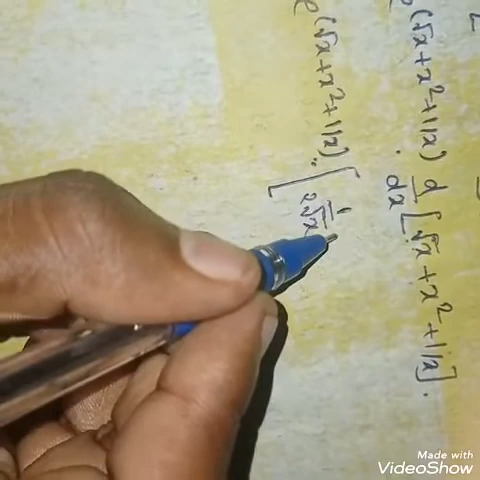 e^(√x+x²+1/x) d/dx [√x+x²+1/x].
e^(√x+x²+1/x). [1/2√x
Made with
VideoShow